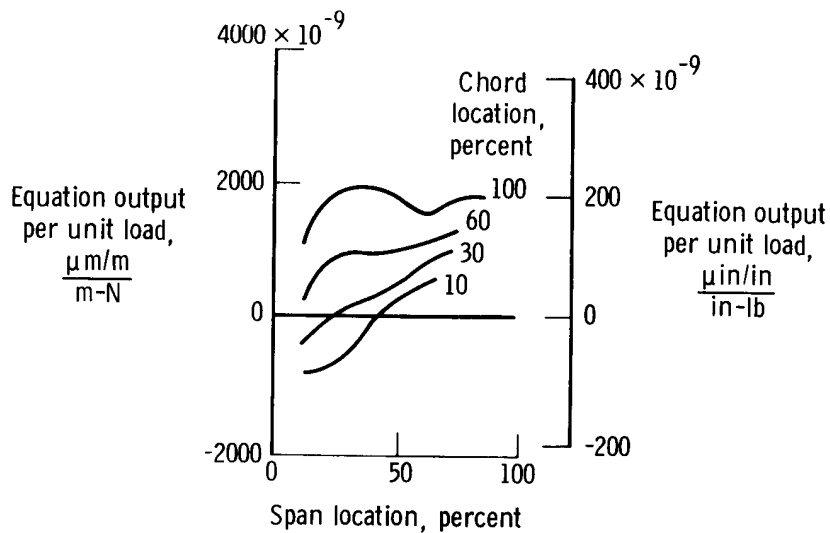 4000 × 10^-9
2000
0
-2000
Equation output
per unit load,
μm/m
m-N
Chord
location,
percent
100
60
30
10
400 × 10^-9
200
0
-200
Equation output
per unit load,
μin/in
in-lb
0
50
100
Span location, percent